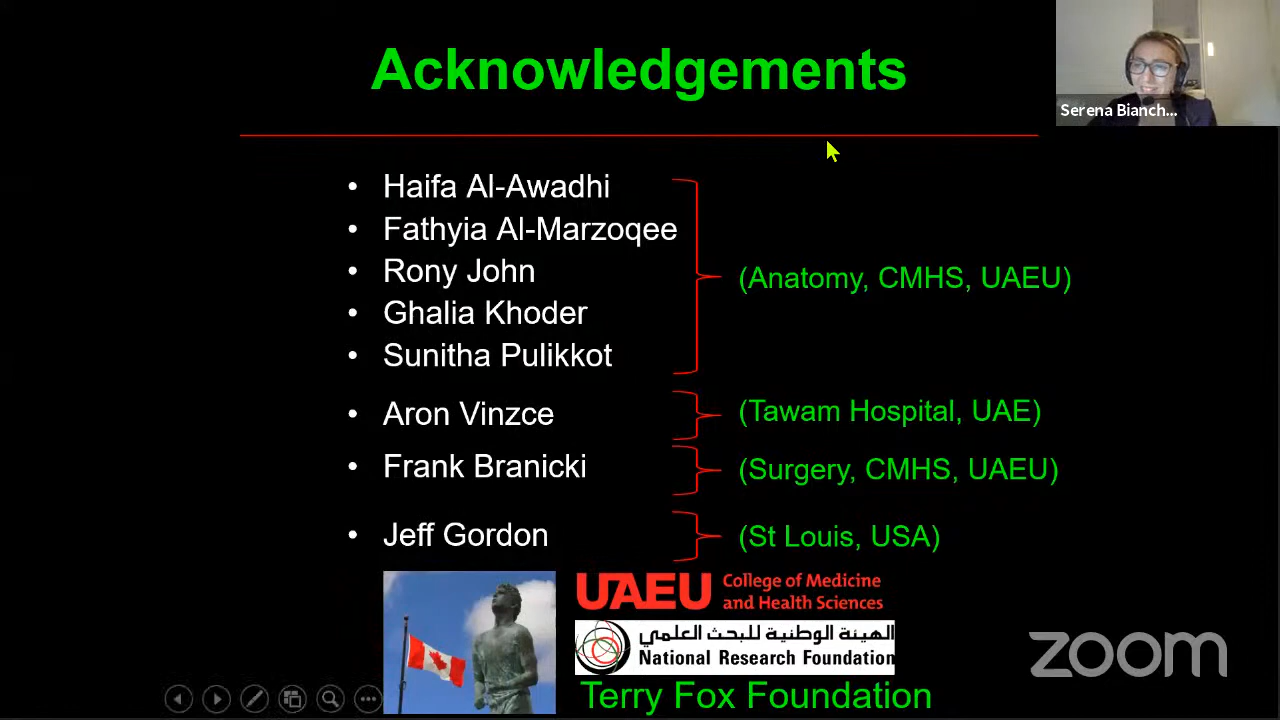 Acknowledgements
Serena Bianch...
• Haifa Al-Awadhi
• Fathyia Al-Marzoqee
• Rony John
• Ghalia Khoder
• Sunitha Pulikkot
(Anatomy, CMHS, UAEU)
• Aron Vinzce
(Tawam Hospital, UAE)
• Frank Branicki
(Surgery, CMHS, UAEU)
• Jeff Gordon
(St Louis, USA)
UAEU
College of Medicine
and Health Sciences
الهيئة الوطنية للبحث العلمي
National Research Foundation
Terry Fox Foundation
zoom